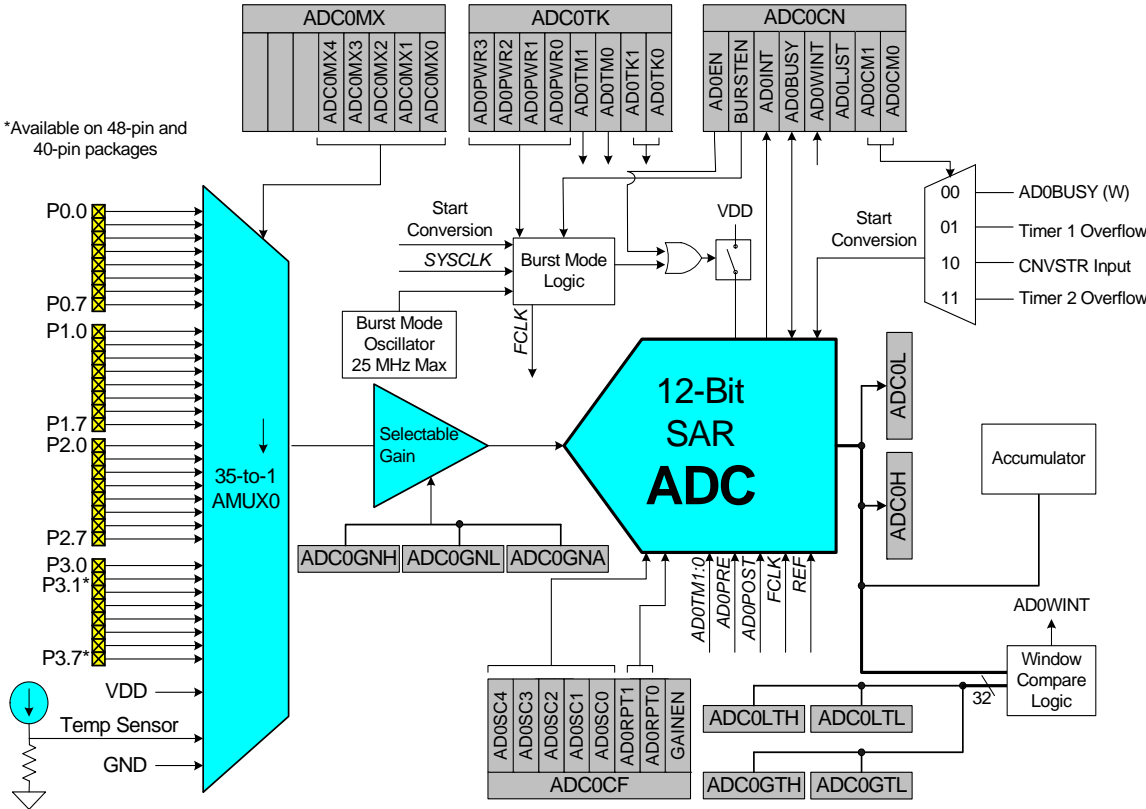 ADC0MX
ADC0MX4
ADC0MX3
ADC0MX2
ADC0MX1
ADC0MX0
ADC0TK
AD0PWR3
AD0PWR2
AD0PWR1
AD0PWR0
AD0TM1
AD0TM0
AD0TK1
AD0TK0
ADC0CN
AD0EN
BURSTEN
AD0INT
AD0BUSY
AD0WINT
AD0LJST
AD0CM1
AD0CM0
*Available on 48-pin and
40-pin packages
P0.0
P0.7
P1.0
P1.7
P2.0
P2.7
P3.0
P3.1*
P3.7*
VDD
Temp Sensor
GND
35-to-1
AMUX0
Start
Conversion
SYSCLK
Burst Mode
Logic
Burst Mode
Oscillator
25 MHz Max
FCLK
VDD
Start
Conversion
00
01
10
11
AD0BUSY (W)
Timer 1 Overflow
CNVSTR Input
Timer 2 Overflow
Selectable
Gain
ADC0GNH
ADC0GNL
ADC0GNA
12-Bit
SAR
ADC
ADC0L
ADC0H
Accumulator
AD0TM1:0
AD0PRE
AD0POST
FCLK
REF
AD0WINT
Window
Compare
Logic
32
AD0SC4
AD0SC3
AD0SC2
AD0SC1
AD0SC0
AD0RPT1
AD0RPT0
GAINEN
ADC0CF
ADC0LTH
ADC0LTL
ADC0GTH
ADC0GTL